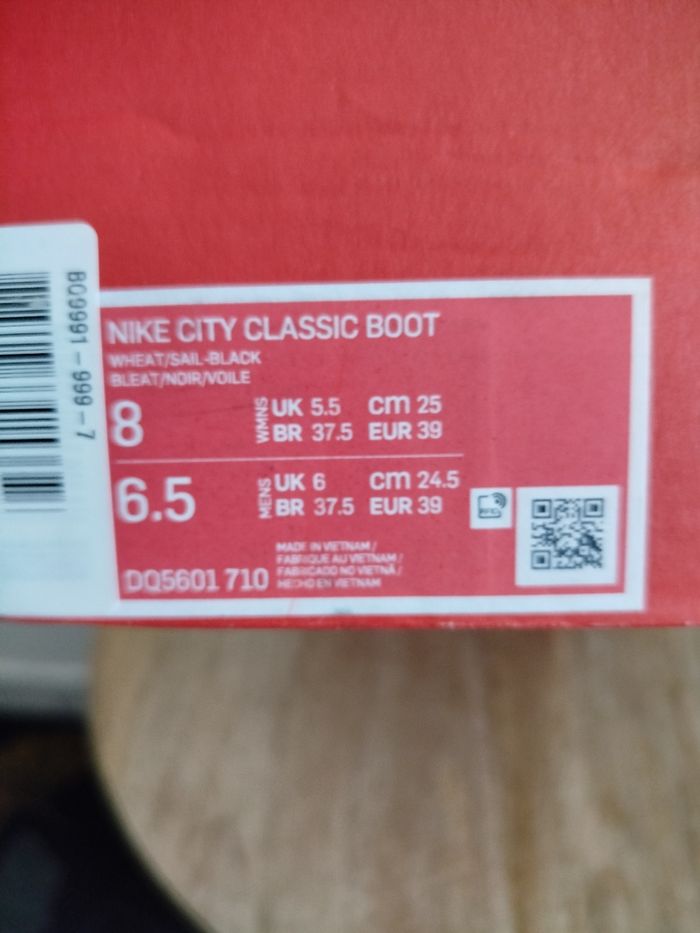 809991-999-7
NIKE CITY CLASSIC BOOT
WHEAT/SAIL-BLACK
BLEAT/NOIR/VOILE
8 WMNS UK 5.5 cm 25
BR 37.5 EUR 39
6.5 MENS UK 6 cm 24.5
BR 37.5 EUR 39
RFID
DQ5601 710
MADE IN VIETNAM /
FABRIQUE AU VIETNAM /
FABRICADO NO VIETNÃ /
HECHO EN VIETNAM